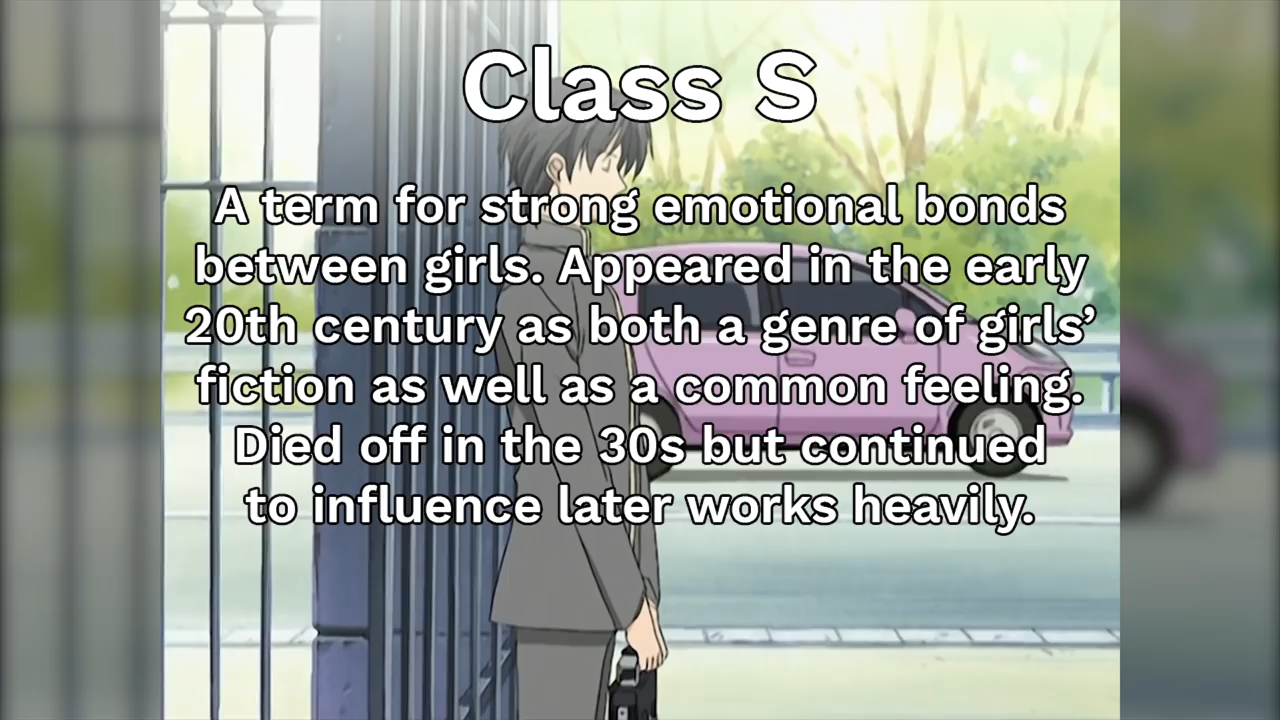 Class S
A term for strong emotional bonds
between girls. Appeared in the early
20th century as both a genre of girls’
fiction as well as a common feeling.
Died off in the 30s but continued
to influence later works heavily.